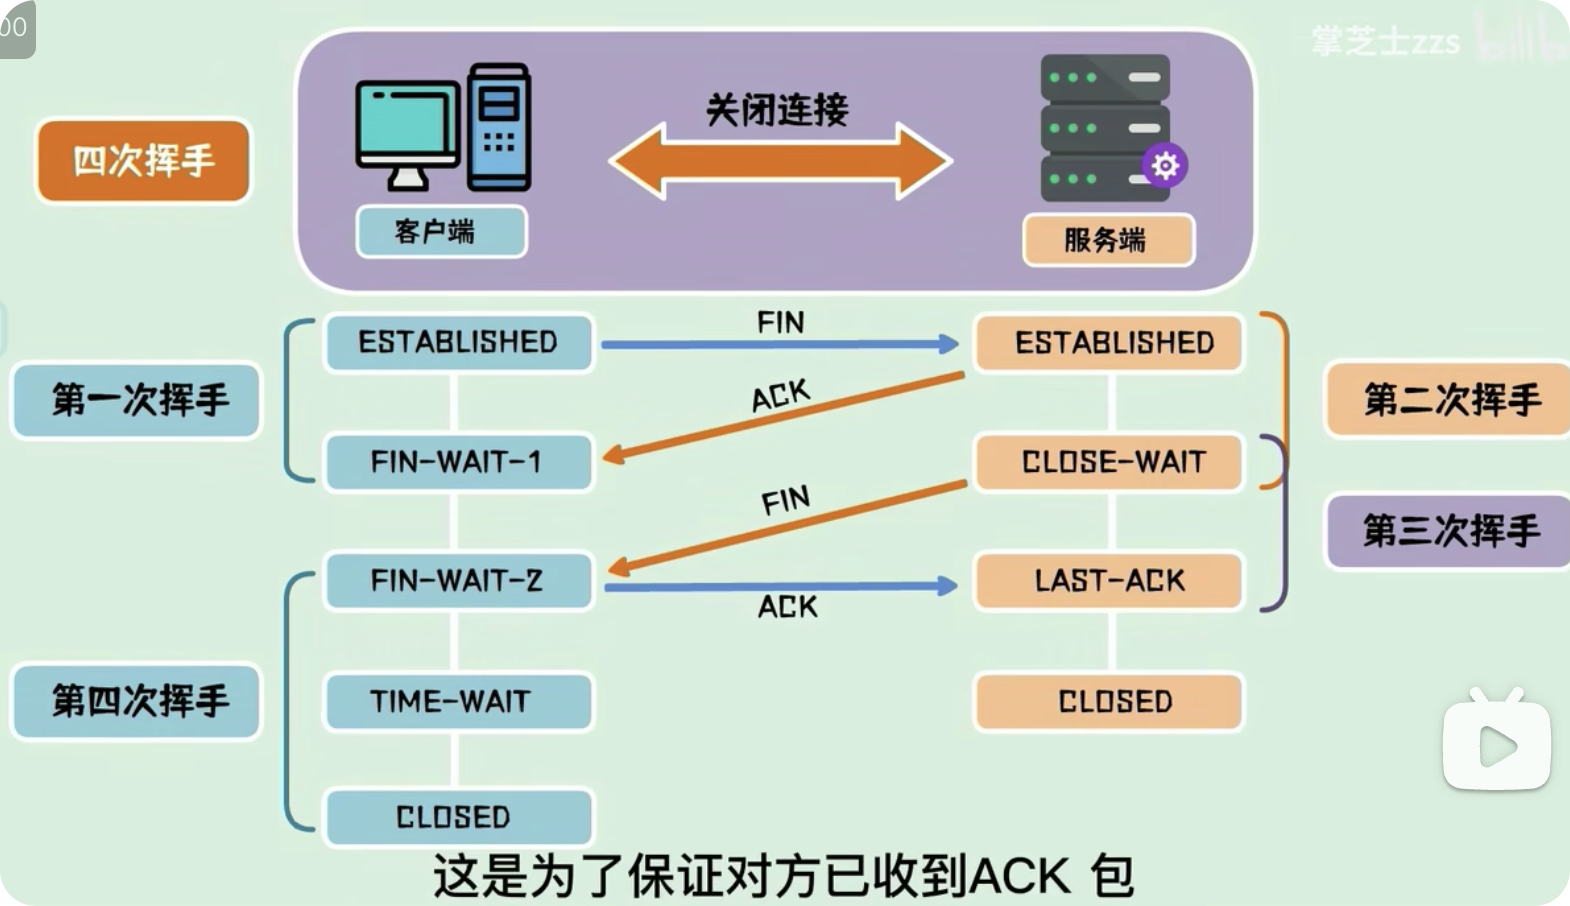 00
掌芝士zzs
关闭连接
四次挥手
客户端
服务端
ESTABLISHED
FIN
ESTABLISHED
第一次挥手
ACK
第二次挥手
FIN-WAIT-1
CLOSE-WAIT
FIN
第三次挥手
FIN-WAIT-2
LAST-ACK
ACK
第四次挥手
TIME-WAIT
CLOSED
CLOSED
这是为了保证对方已收到ACK 包